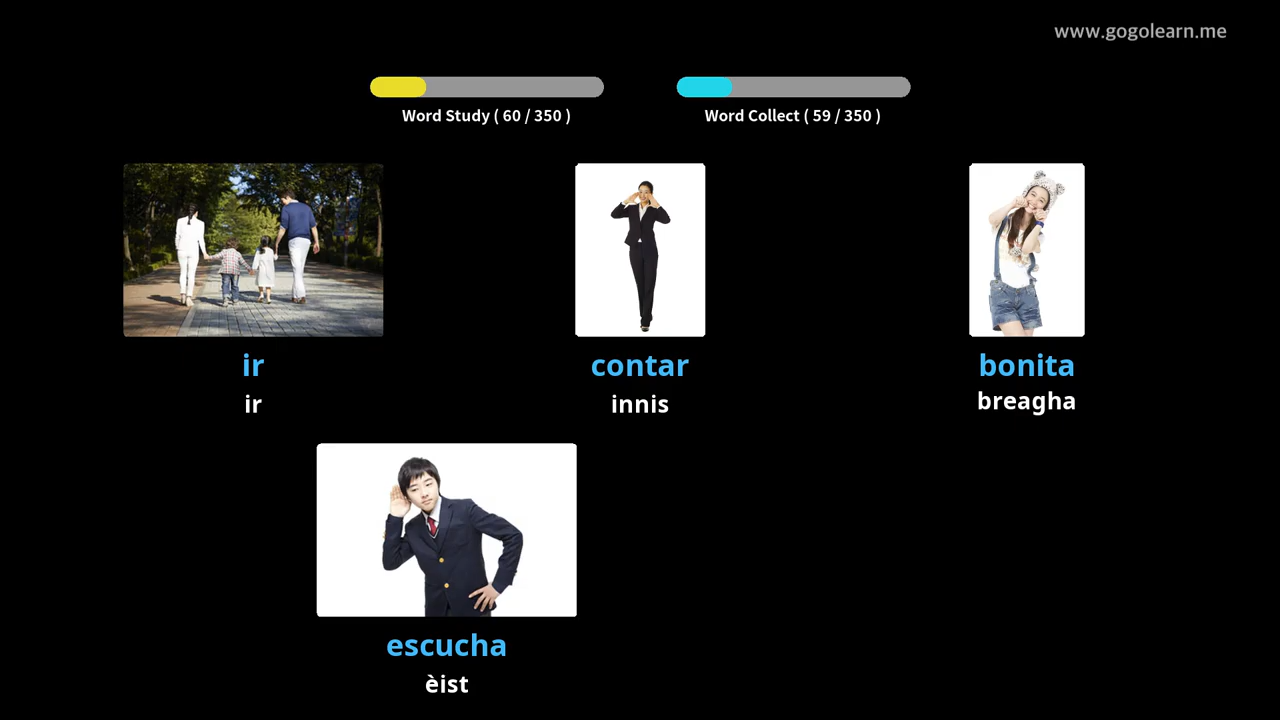 www.gogolearn.me
Word Study ( 60 / 350 )
Word Collect ( 59 / 350 )
ir
ir
contar
innis
bonita
breagha
escucha
èist